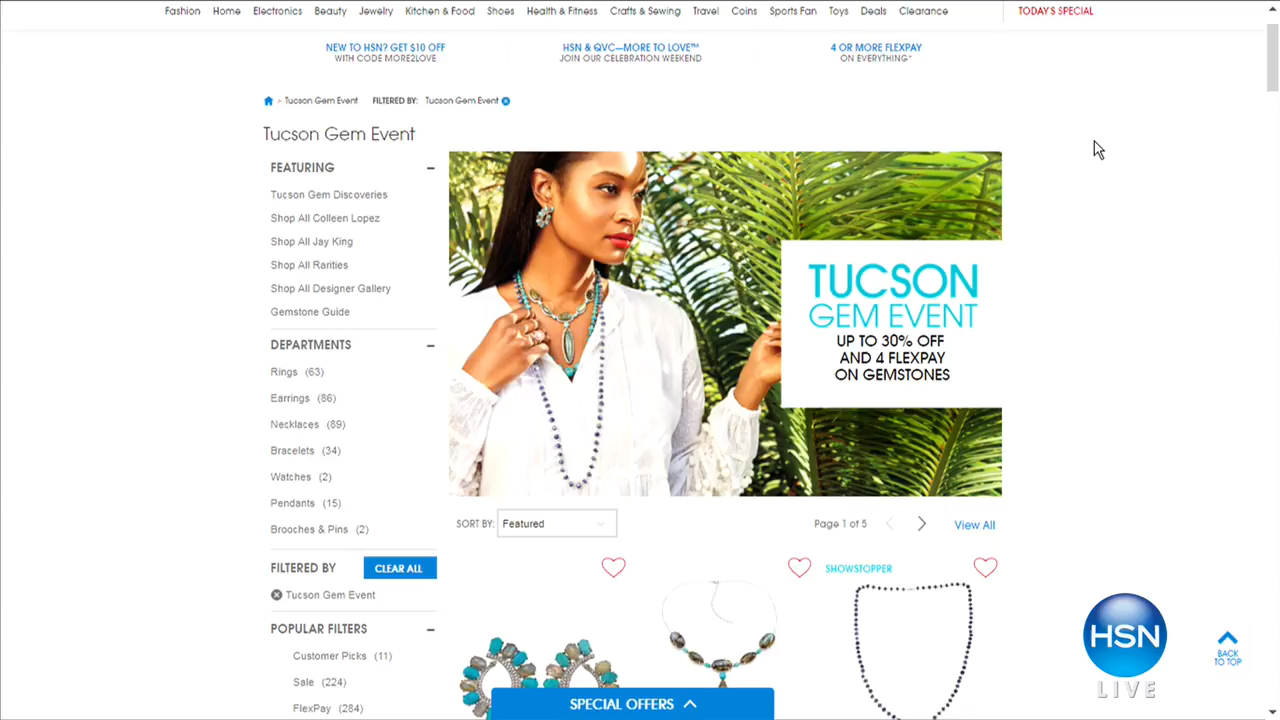 Fashion Home Electronics Beauty Jewelry Kitchen & Food Shoes Health & Fitness Crafts & Sewing Travel Coins Sports Fan Toys Deals Clearance TODAY'S SPECIAL
NEW TO HSN? GET $10 OFF
WITH CODE MORE2LOVE
HSN & QVC—MORE TO LOVE™
JOIN OUR CELEBRATION WEEKEND
4 OR MORE FLEXPAY
ON EVERYTHING*
Tucson Gem Event FILTERED BY: Tucson Gem Event
Tucson Gem Event
FEATURING
Tucson Gem Discoveries
Shop All Colleen Lopez
Shop All Jay King
Shop All Rarities
Shop All Designer Gallery
Gemstone Guide
DEPARTMENTS
Rings (63)
Earrings (86)
Necklaces (89)
Bracelets (34)
Watches (2)
Pendants (15)
Brooches & Pins (2)
FILTERED BY CLEAR ALL
Tucson Gem Event
POPULAR FILTERS
Customer Picks (11)
Sale (224)
FlexPay (284)
TUCSON
GEM EVENT
UP TO 30% OFF
AND 4 FLEXPAY
ON GEMSTONES
SORT BY: Featured
Page 1 of 5
View All
SHOWSTOPPER
SPECIAL OFFERS
HSN
LIVE
BACK
TO TOP